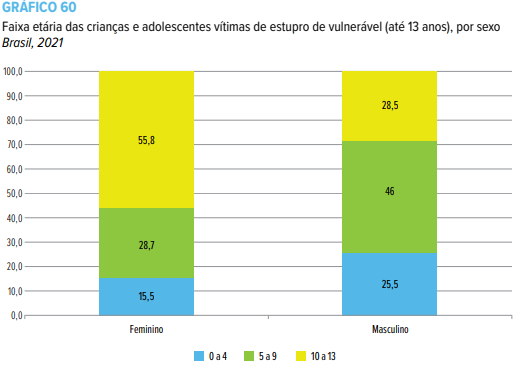 GRÁFICO 60
Faixa etária das crianças e adolescentes vítimas de estupro de vulnerável (até 13 anos), por sexo
Brasil, 2021
100,0
90,0
80,0
70,0
60,0
50,0
40,0
30,0
20,0
10,0
0,0
55,8
28,7
15,5
28,5
46
25,5
Feminino
Masculino
0 a 4
5 a 9
10 a 13